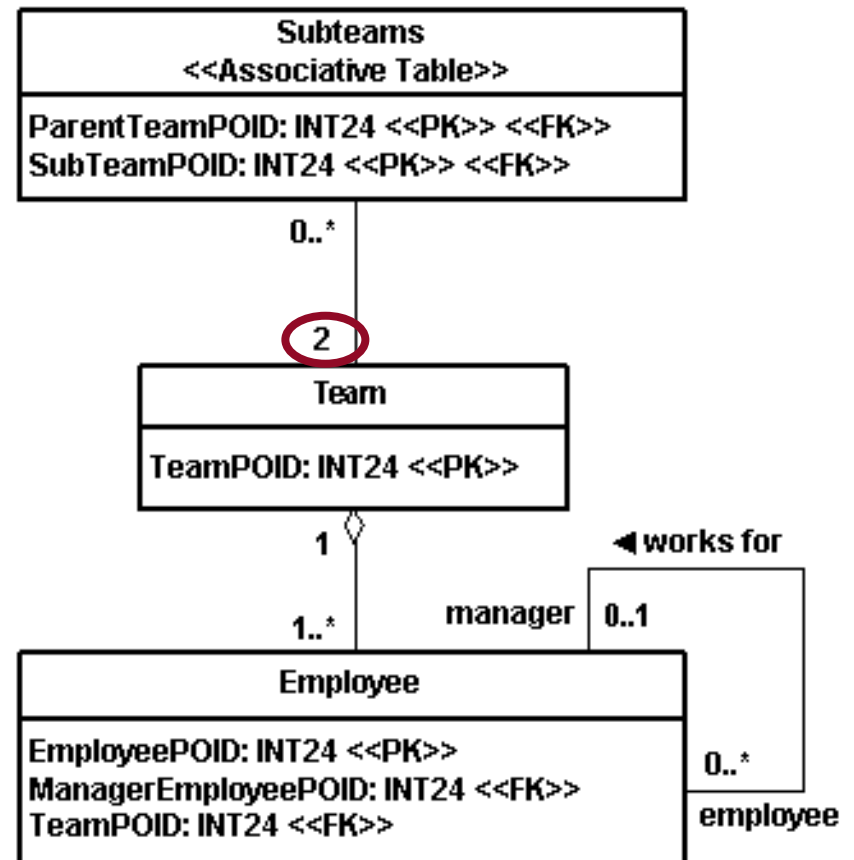 Subteams
<<Associative Table>>
ParentTeamPOID: INT24 <<PK>> <<FK>>
SubTeamPOID: INT24 <<PK>> <<FK>>
0..*
2
Team
TeamPOID: INT24 <<PK>>
1
◄ works for
manager 0..1
1..*
Employee
EmployeePOID: INT24 <<PK>>
ManagerEmployeePOID: INT24 <<FK>>
TeamPOID: INT24 <<FK>>
0..*
employee